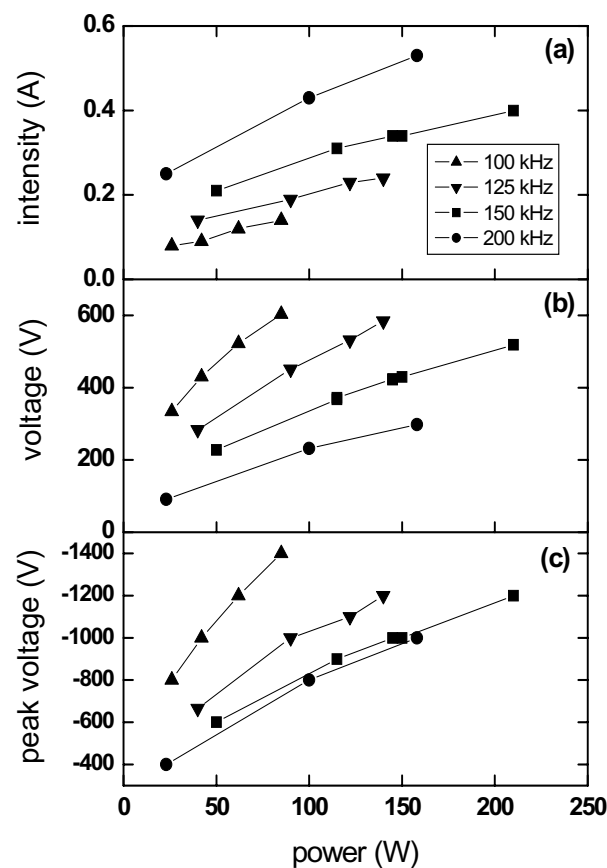 (a)
intensity (A)
0.6
0.4
0.2
0.0
100 kHz
125 kHz
150 kHz
200 kHz
(b)
voltage (V)
600
400
200
0
(c)
peak voltage (V)
-1400
-1200
-1000
-800
-600
-400
0 50 100 150 200 250
power (W)